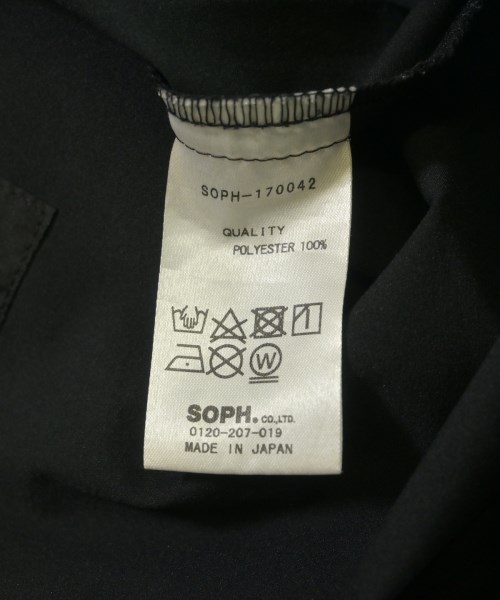 SOPH-170042
QUALITY
POLYESTER 100%
W
SOPH. CO.,LTD.
0120-207-019
MADE IN JAPAN